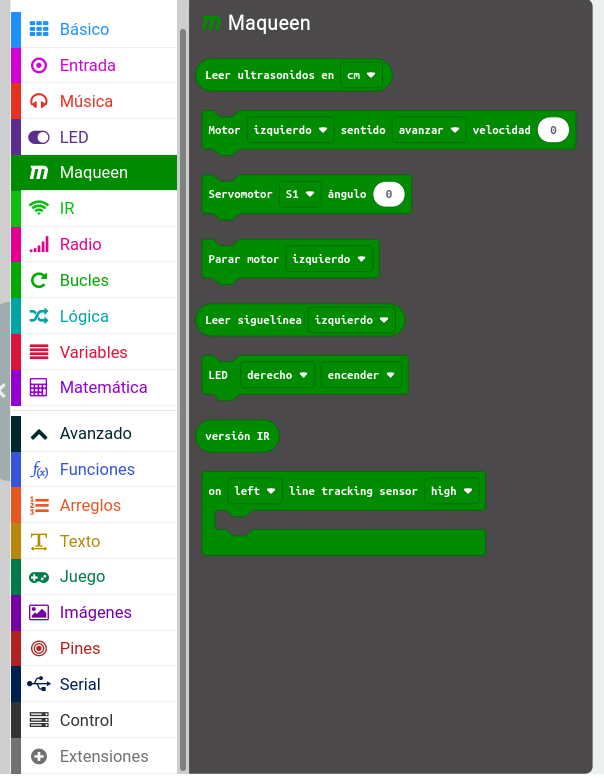 Básico
Entrada
Música
LED
Maqueen
IR
Radio
Bucles
Lógica
Variables
Matemática
Avanzado
Funciones
Arreglos
Texto
Juego
Imágenes
Pines
Serial
Control
Extensiones
Maqueen
Leer ultrasonidos en cm
Motor izquierdo sentido avanzar velocidad 0
Servomotor S1 ángulo 0
Parar motor izquierdo
Leer siguelínea izquierdo
LED derecho encender
versión IR
on left line tracking sensor high